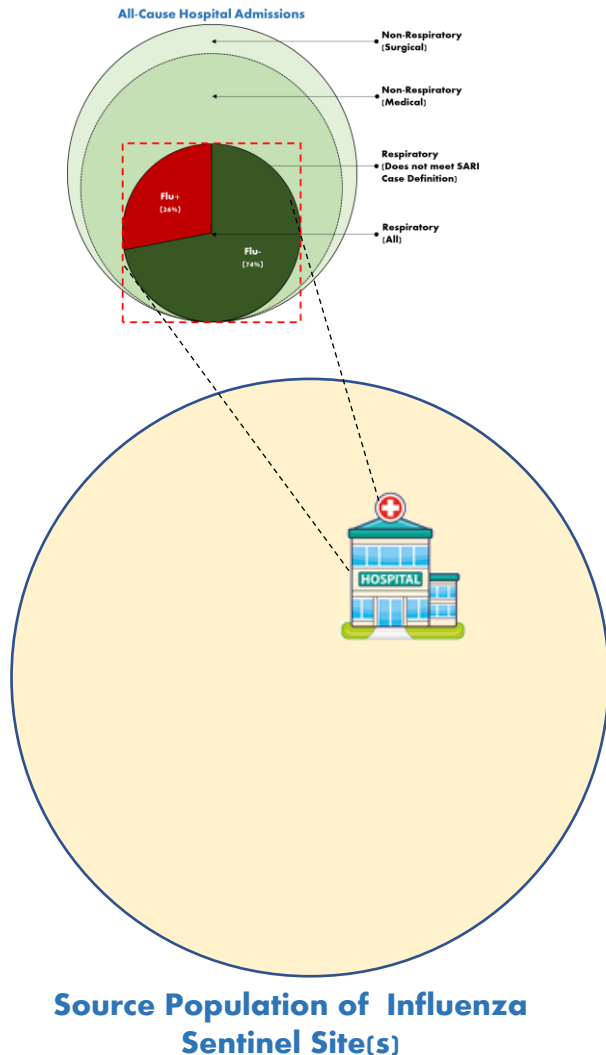 All-Cause Hospital Admissions
Non-Respiratory
(Surgical)
Non-Respiratory
(Medical)
Respiratory
(Does not meet SARI
Case Definition)
Flu+
(26%)
Respiratory
(All)
Flu-
(74%)
HOSPITAL
Source Population of Influenza
Sentinel Site(s)